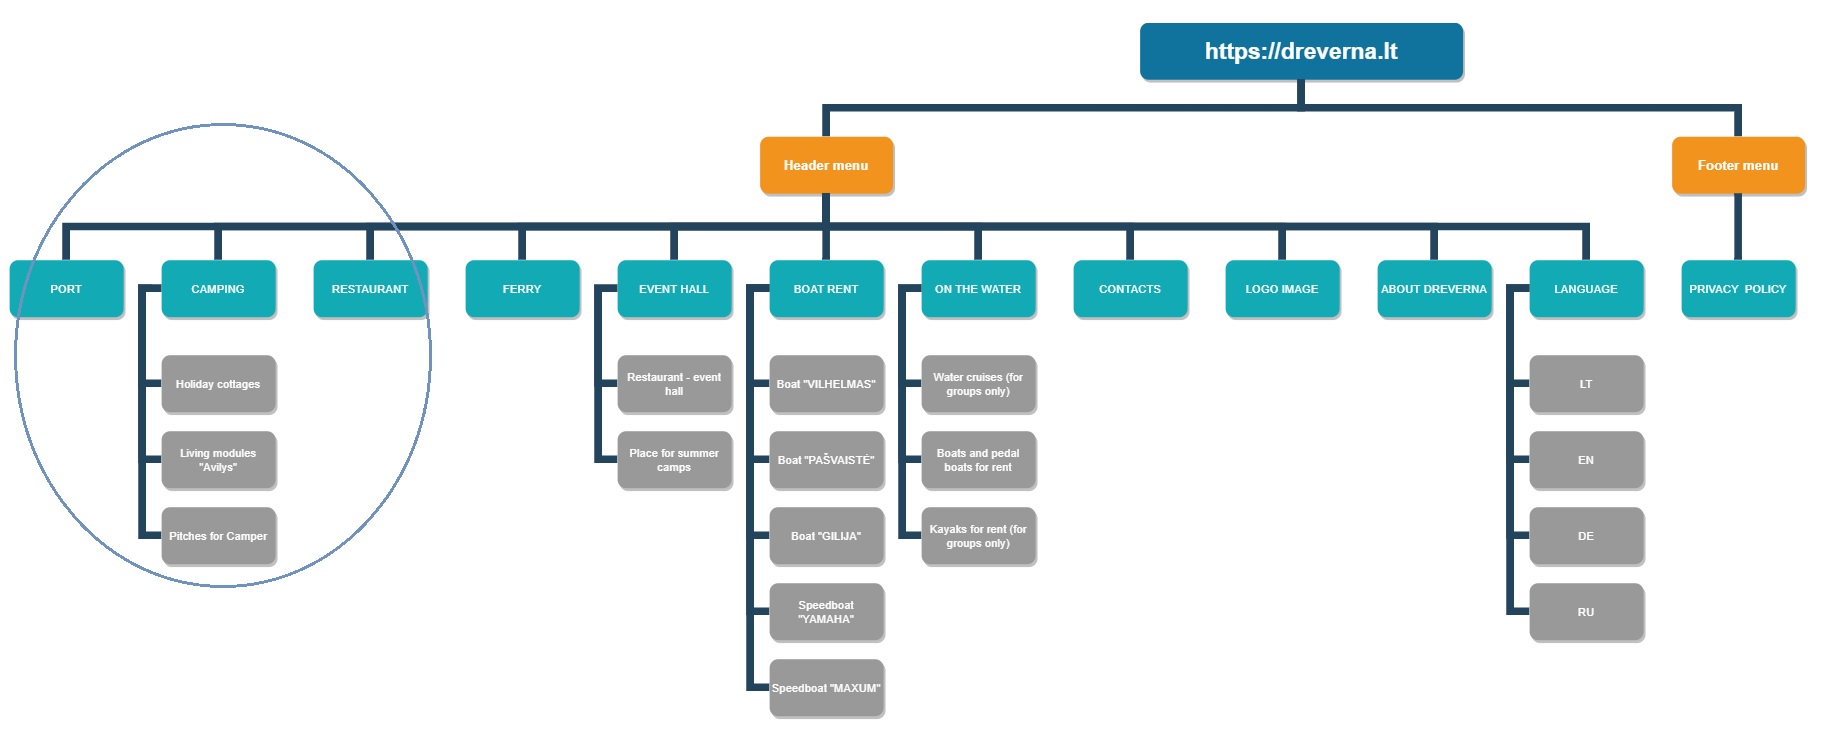 https://dreverna.lt
Header menu
Footer menu
PORT
CAMPING
RESTAURANT
FERRY
EVENT HALL
BOAT RENT
ON THE WATER
CONTACTS
LOGO IMAGE
ABOUT DREVERNA
LANGUAGE
PRIVACY POLICY
Holiday cottages
Living modules
"Avilys"
Pitches for Camper
Restaurant - event
hall
Place for summer
camps
Boat "VILHELMAS"
Boat "PAŠVAISTĖ"
Boat "GILIJA"
Speedboat
"YAMAHA"
Speedboat "MAXUM"
Water cruises (for
groups only)
Boats and pedal
boats for rent
Kayaks for rent (for
groups only)
LT
EN
DE
RU